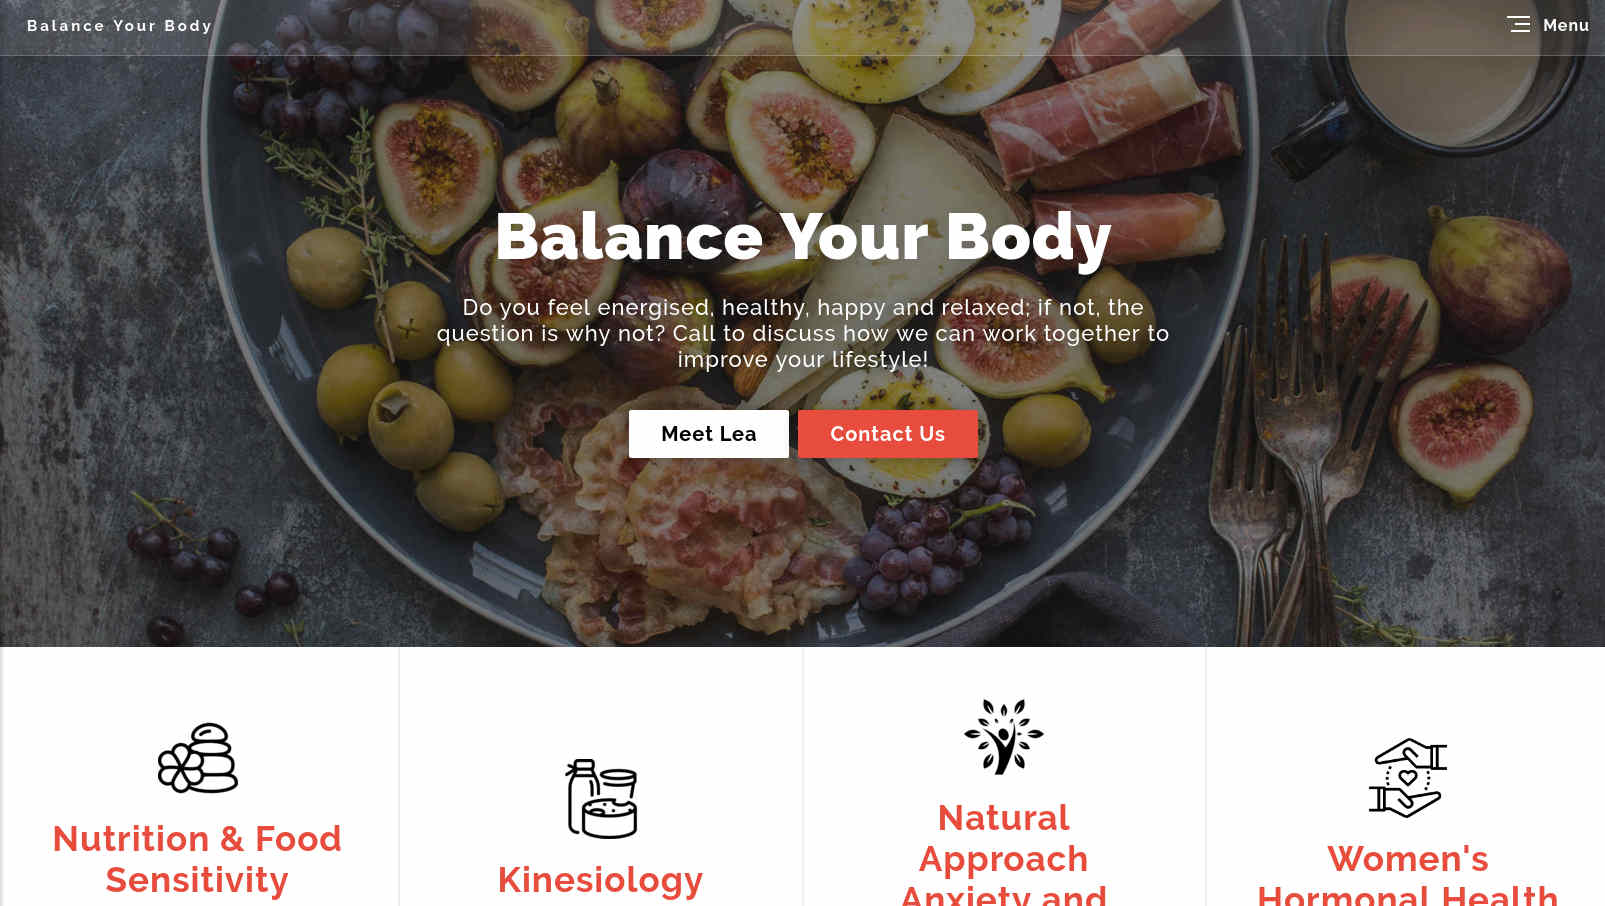 Balance Your Body
Menu
Balance Your Body
Do you feel energised, healthy, happy and relaxed; if not, the
question is why not? Call to discuss how we can work together to
improve your lifestyle!
Meet Lea
Contact Us
Nutrition & Food
Sensitivity
Kinesiology
Natural
Approach
Anxiety and
Women's
Hormonal Health